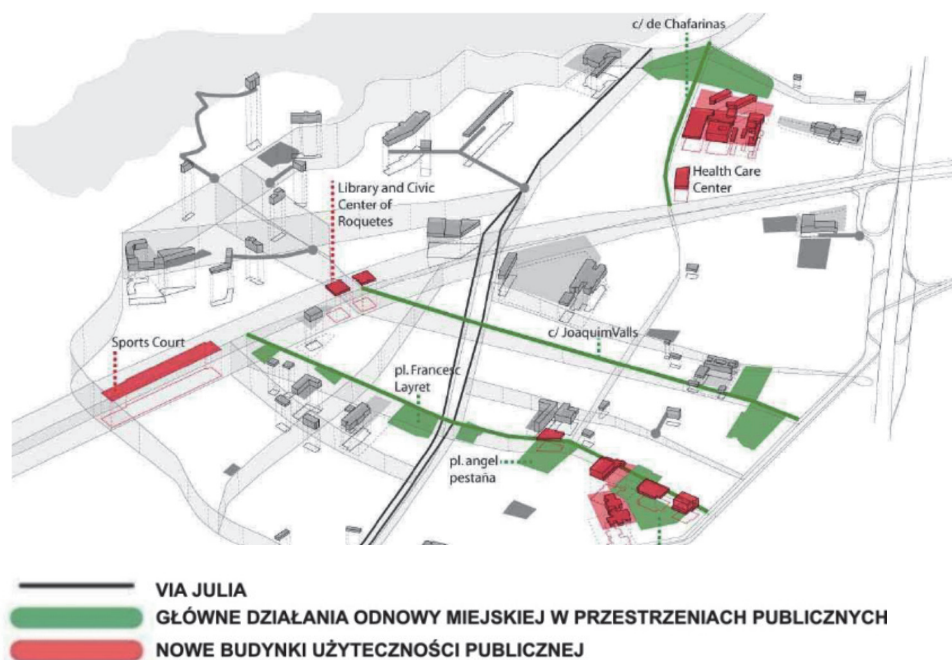 c/ de Chafarinas
Health Care
Center
Library and Civic
Center of
Roquetes
c/ JoaquimValls
Sports Court
pl. Francesc
Layret
pl. angel
pestaña
VIA JULIA
GŁÓWNE DZIAŁANIA ODNOWY MIEJSKIEJ W PRZESTRZENIACH PUBLICZNYCH
NOWE BUDYNKI UŻYTECZNOŚCI PUBLICZNEJ